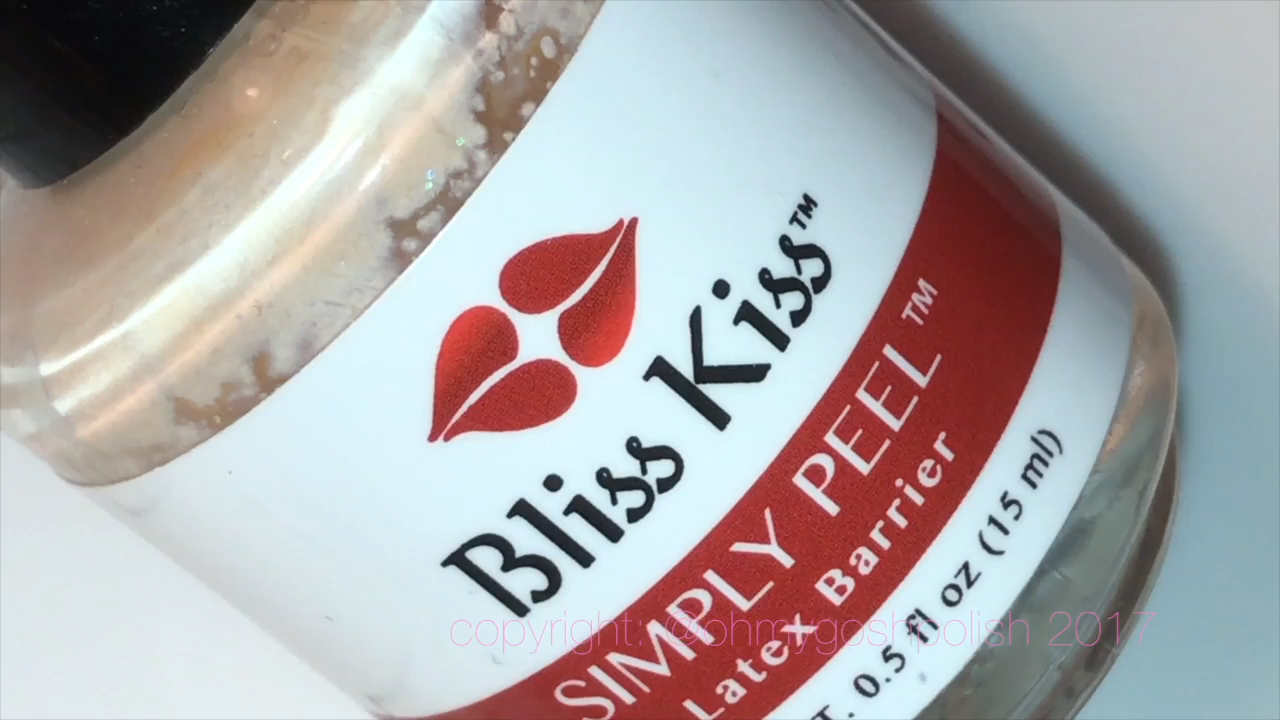 Bliss Kiss™
SIMPLY PEEL™
Latex Barrier
T. 0.5 fl oz (15 ml)
copyright: @ohmygoshpolish 2017